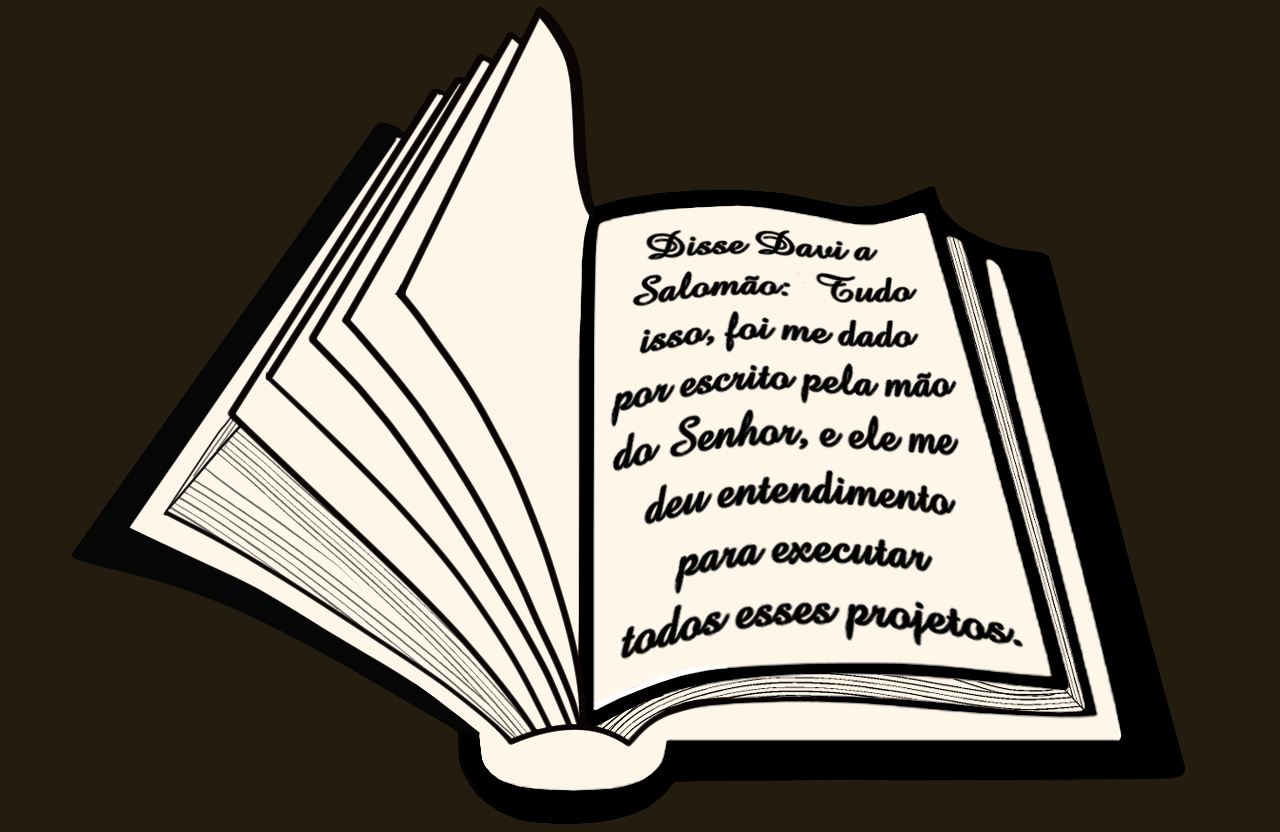 Disse Davi a
Salomão: Tudo
isso, foi me dado
por escrito pela mão
do Senhor, e ele me
deu entendimento
para executar
todos esses projetos.